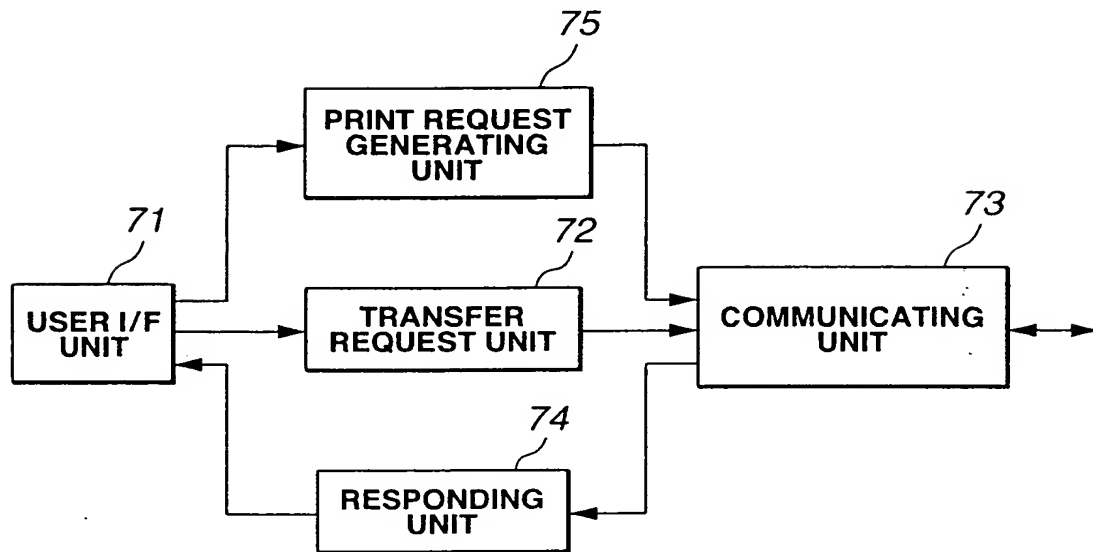 75
PRINT REQUEST
GENERATING
UNIT
71
USER I/F
UNIT
72
TRANSFER
REQUEST UNIT
73
COMMUNICATING
UNIT
74
RESPONDING
UNIT